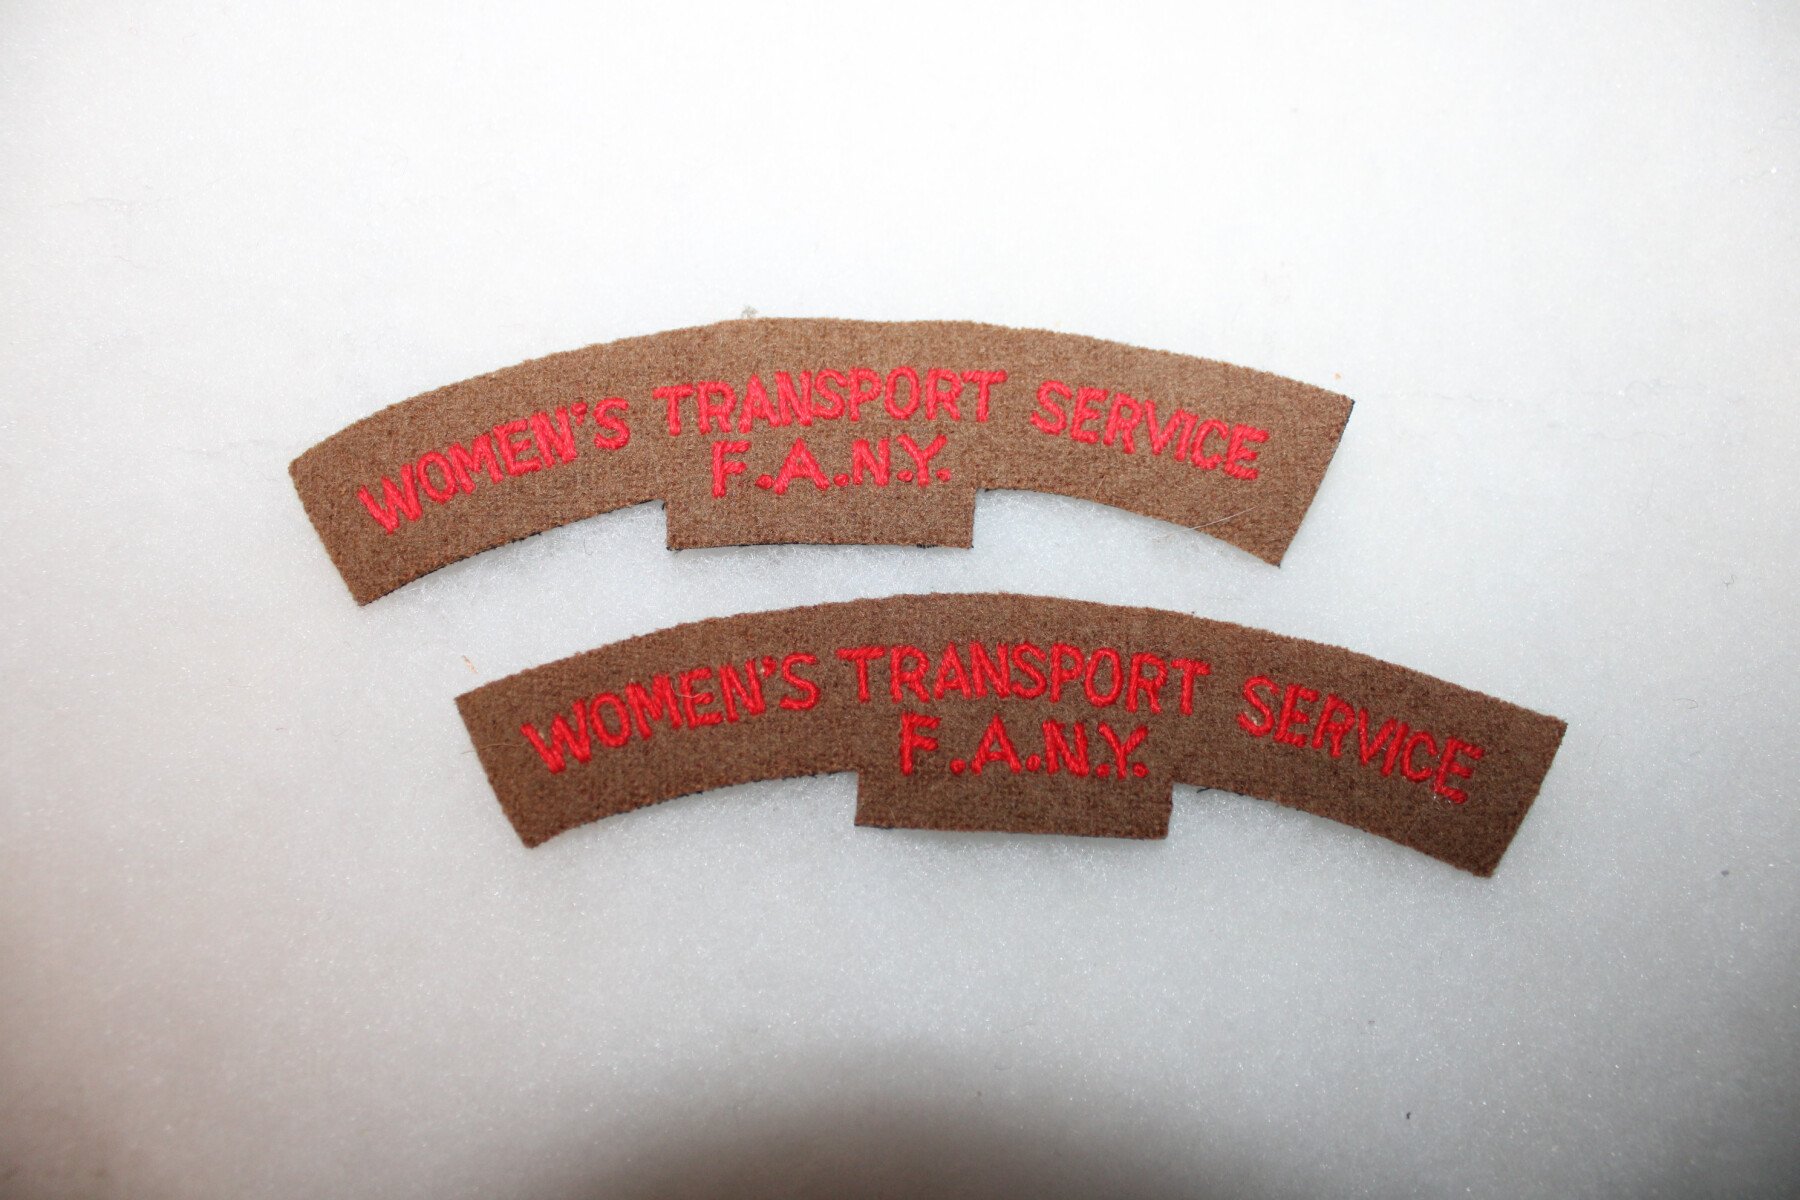 WOMEN'S TRANSPORT SERVICE
F.A.N.Y.
WOMEN'S TRANSPORT SERVICE
F.A.N.Y.